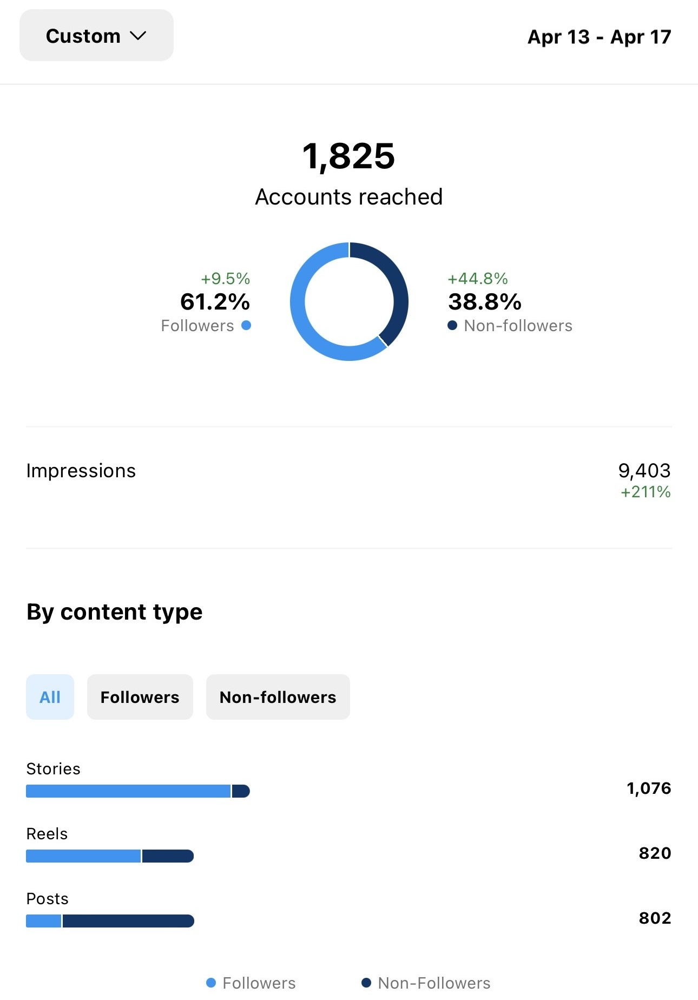 Custom
Apr 13 - Apr 17
1,825
Accounts reached
+9.5%
61.2%
Followers
+44.8%
38.8%
Non-followers
Impressions
9,403
+211%
By content type
All
Followers
Non-followers
Stories
1,076
Reels
820
Posts
802
Followers
Non-Followers